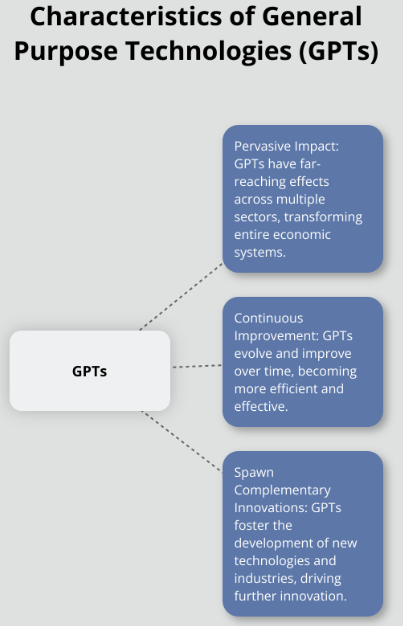 Characteristics of General
Purpose Technologies (GPTs)
Pervasive Impact:
GPTs have far-
reaching effects
across multiple
sectors, transforming
entire economic
systems.
GPTs
Continuous
Improvement: GPTs
evolve and improve
over time, becoming
more efficient and
effective.
Spawn
Complementary
Innovations: GPTs
foster the
development of new
technologies and
industries, driving
further innovation.